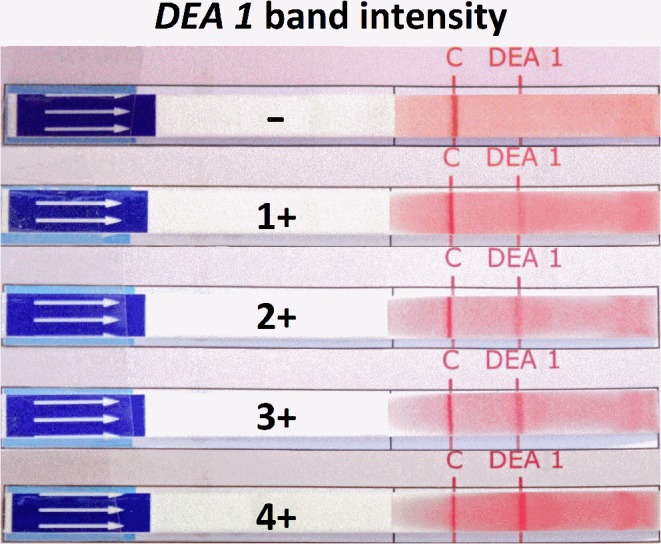 DEA 1 band intensity
C DEA 1
-
C DEA 1
1+
C DEA 1
2+
C DEA 1
3+
C DEA 1
4+